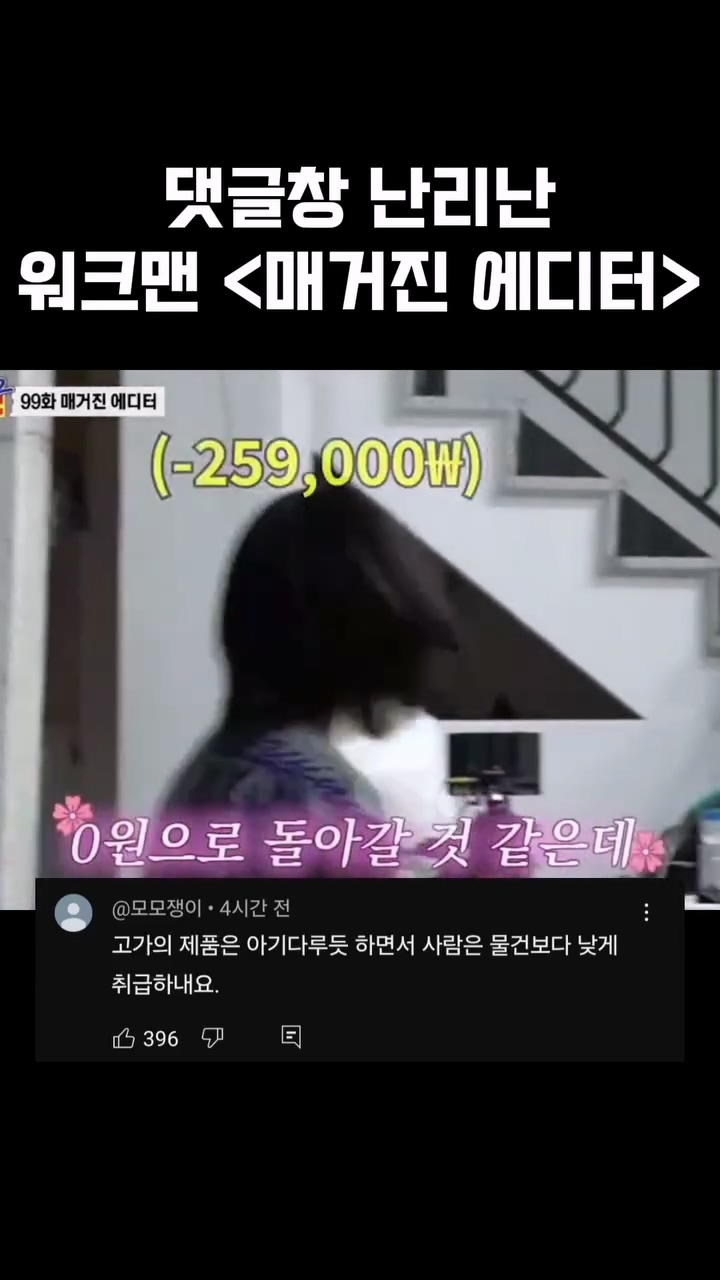 댓글창 난리난
워크맨 <매거진 에디터>
99화 매거진 에디터
(-259,000₩)
0원으로 돌아갈 것 같은데
@모모쟁이 • 4시간 전
고가의 제품은 아기다루듯 하면서 사람은 물건보다 낮게
취급하내요.
396